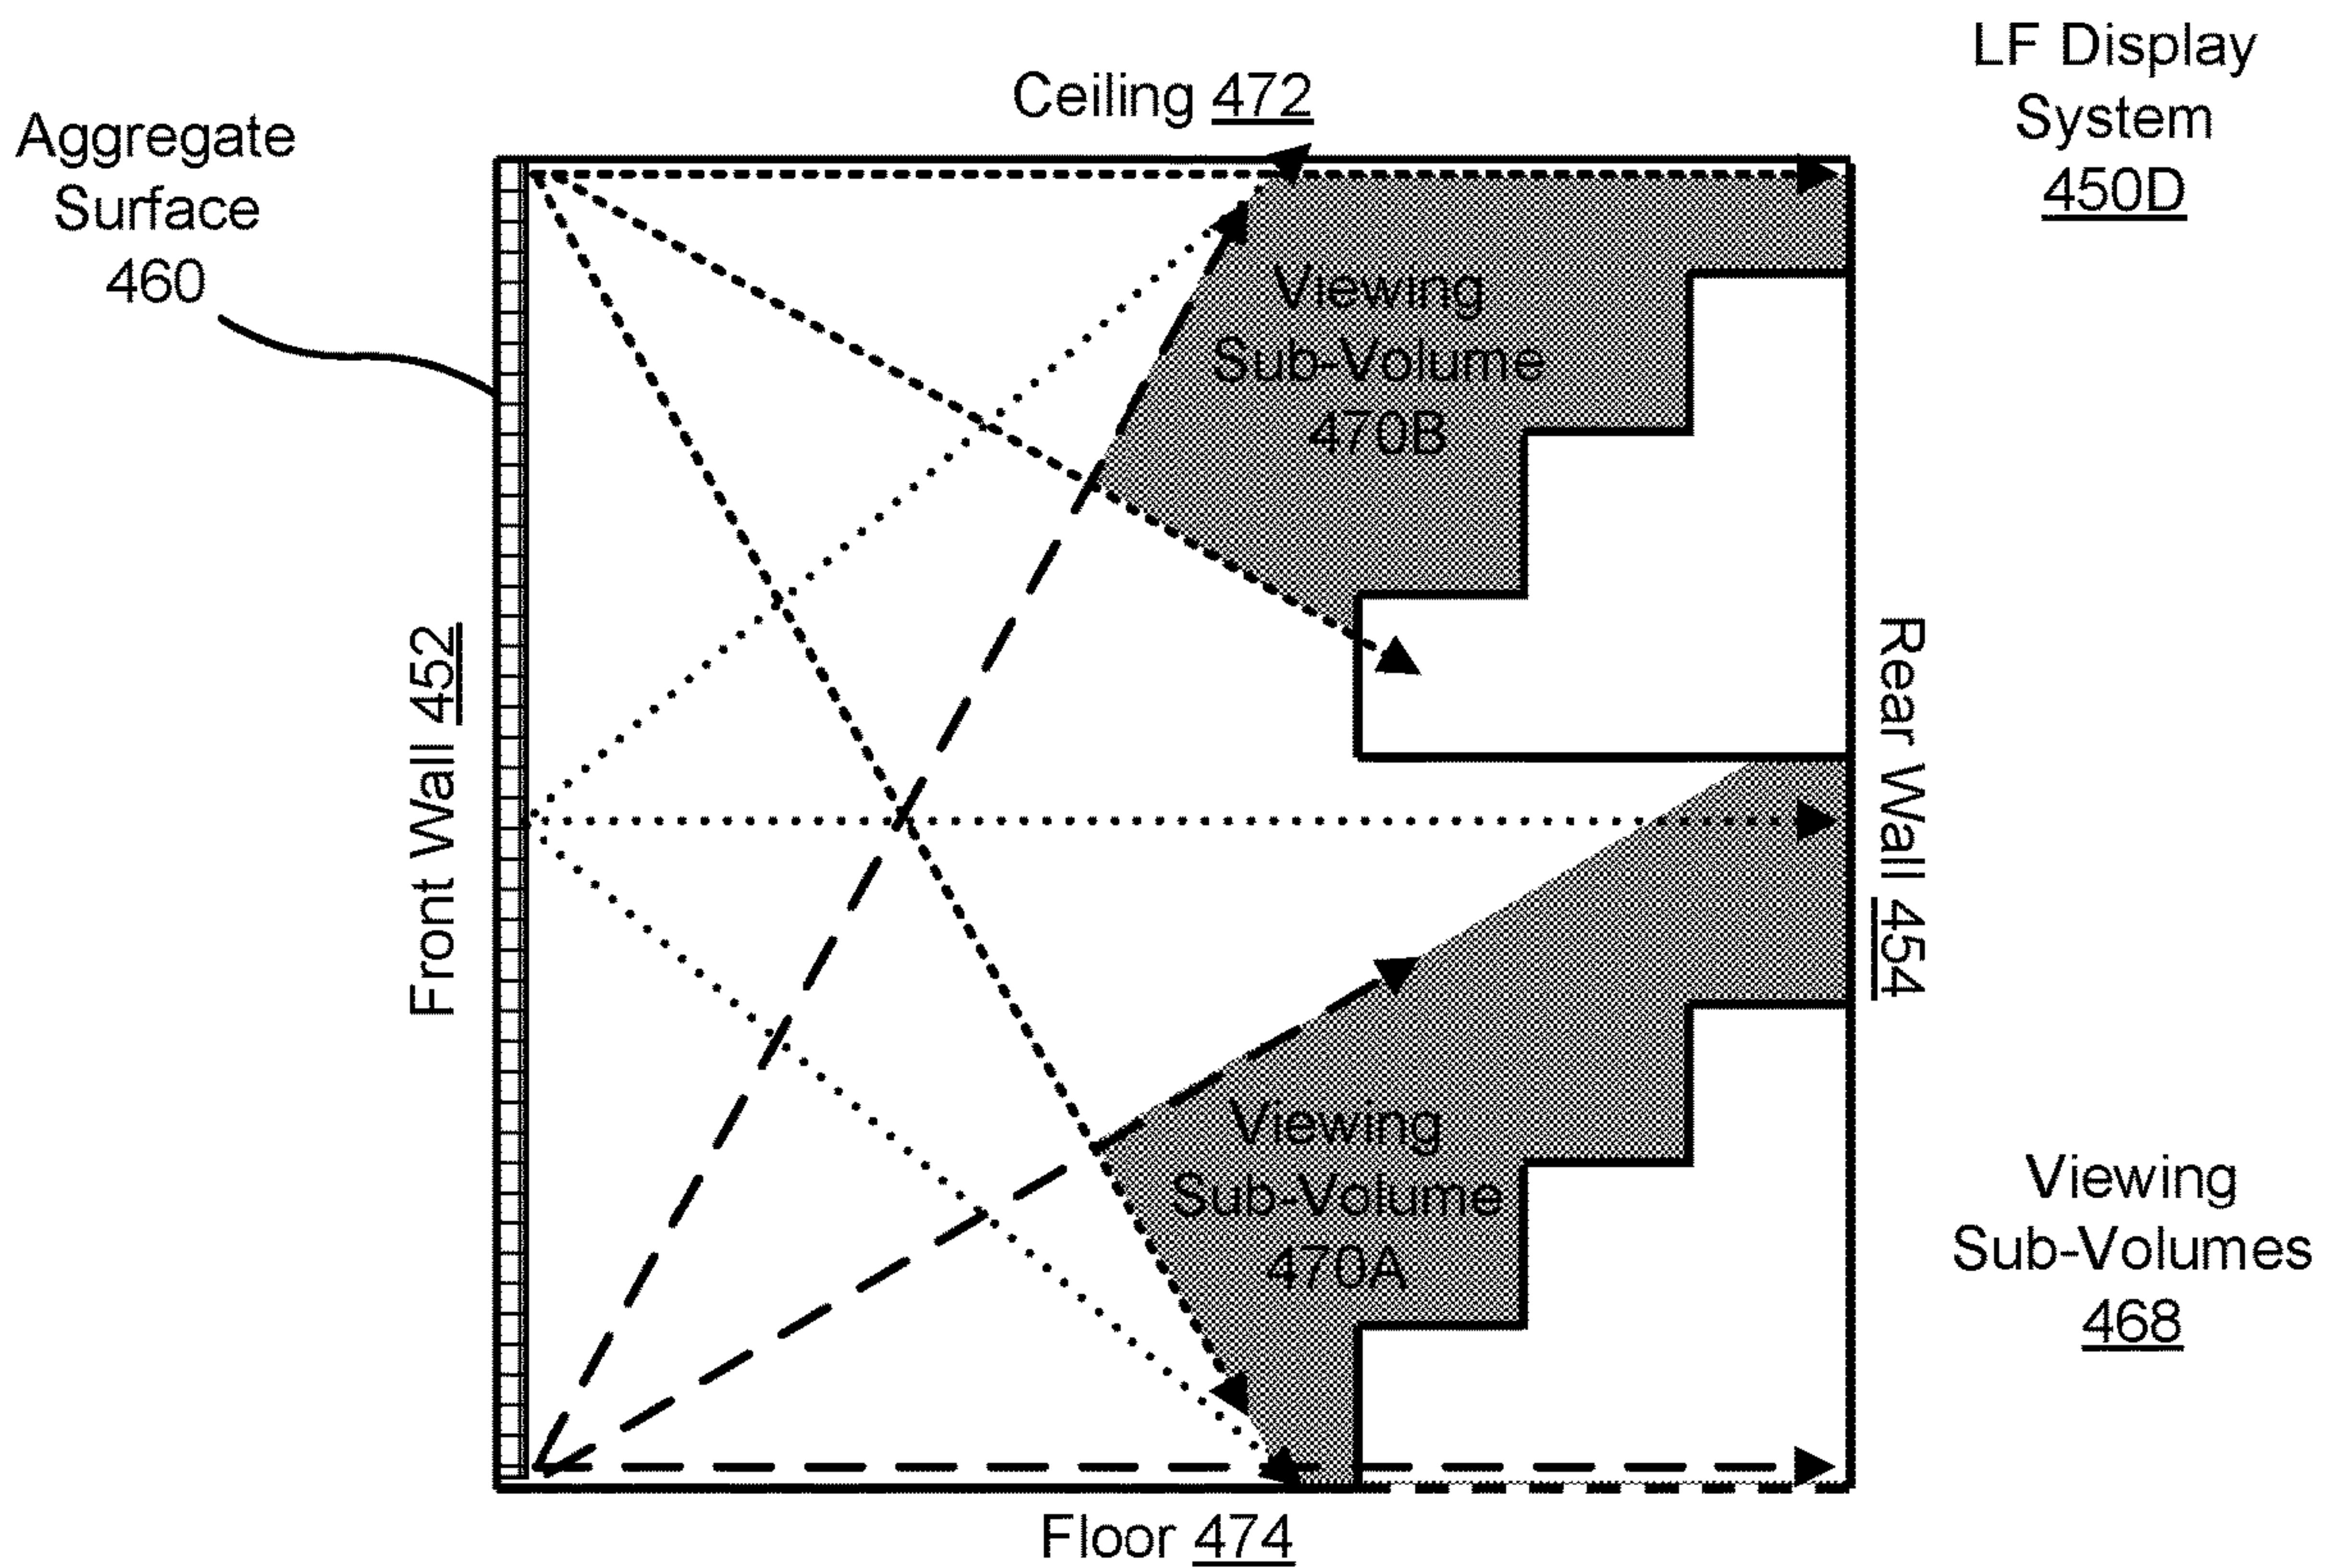 LF Display
System
450D
Ceiling 472
Aggregate
Surface
460
Viewing
Sub-Volume
470B
Front Wall 452
Rear Wall 454
Viewing
Sub-Volume
470A
Viewing
Sub-Volumes
468
Floor 474